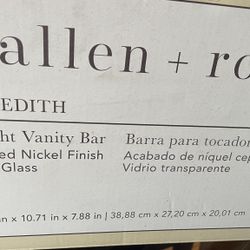 allen + ro
EDITH
ht Vanity Bar
Barra para tocador
ed Nickel Finish
Acabado de níquel cep
Glass
Vidrio transparente
n x 10.71 in x 7.88 in | 38,88 cm x 27,20 cm x 20,01 cm